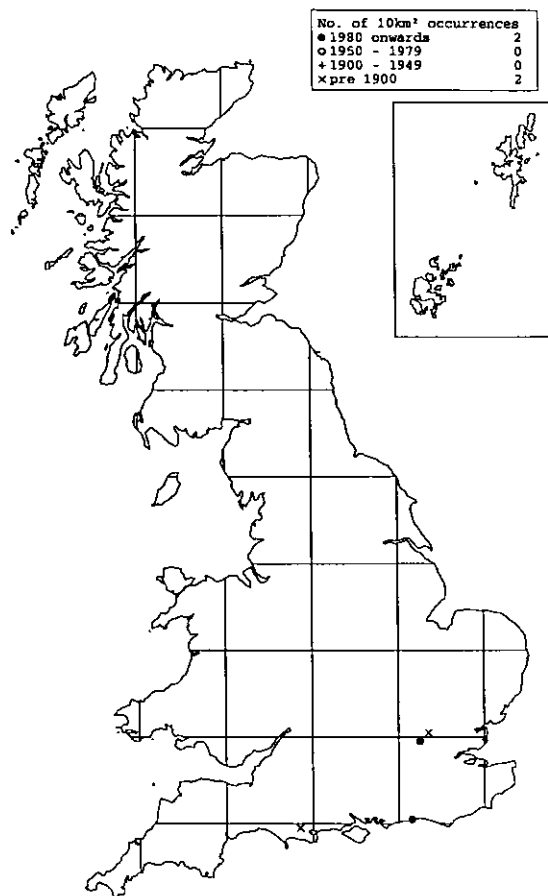 No. of 10km² occurrences
● 1980 onwards 2
○ 1950 - 1979 0
+ 1900 - 1949 0
× pre 1900 2